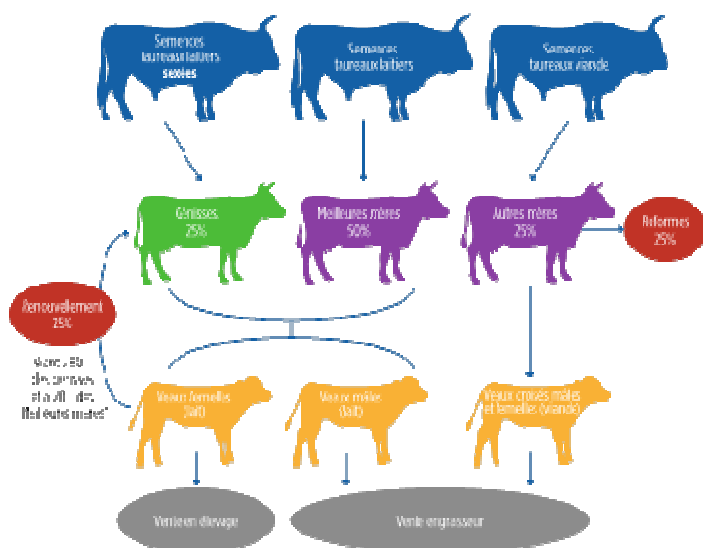 Semences
taureaux laitiers
sexées
Semences
taureaux laitiers
Semences
taureaux viande
Génisses
25%
Meilleures mères
50%
Autres mères
25%
Réformes
25%
Renouvellement
25%
des génisses
Veaux femelles
(lait)
Veaux mâles
(lait)
Veaux croisés mâles
et femelles (viande)
Vente en élevage
Vente engraisseur